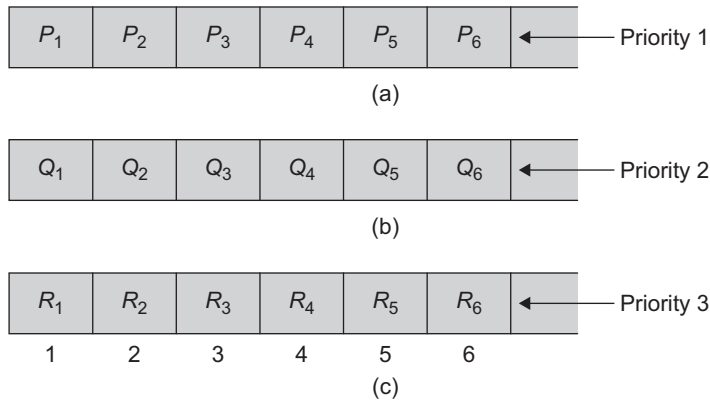 P1 P2 P3 P4 P5 P6 Priority 1
(a)
Q1 Q2 Q3 Q4 Q5 Q6 Priority 2
(b)
R1 R2 R3 R4 R5 R6 Priority 3
1 2 3 4 5 6
(c)